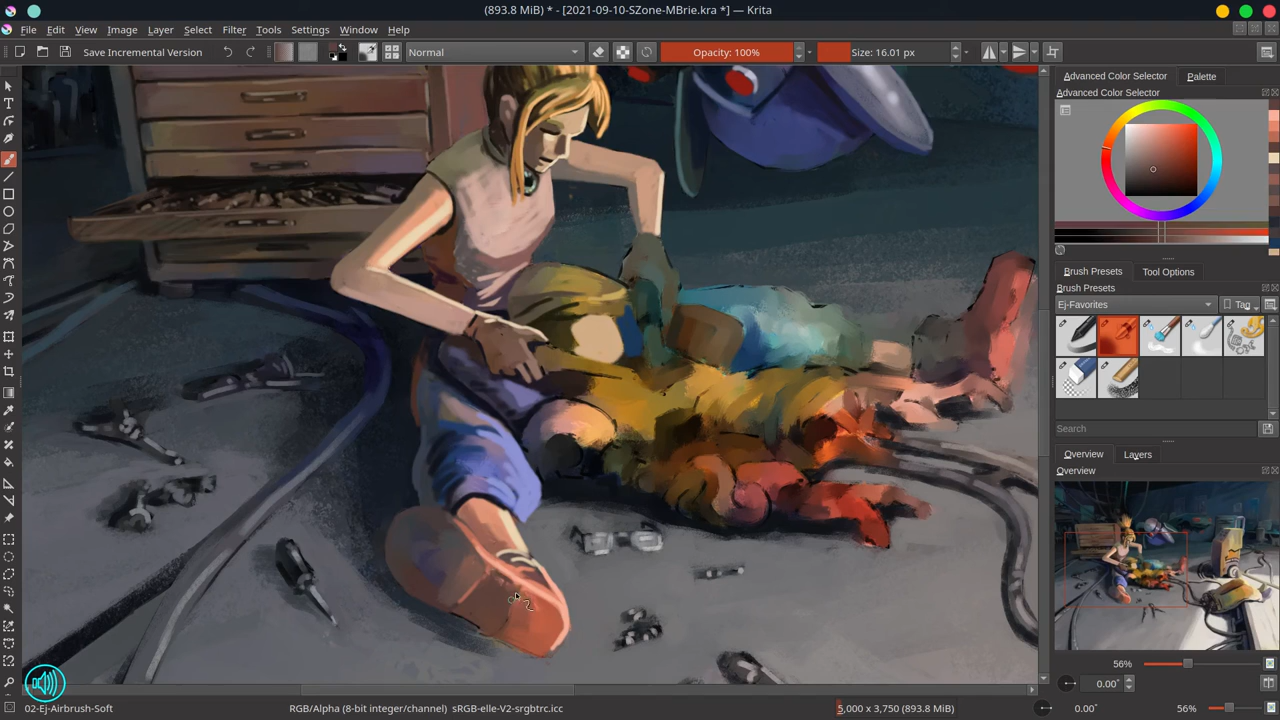 (893.8 MiB) * - [2021-09-10-SZone-MBrie.kra *] — Krita
File Edit View Image Layer Select Filter Tools Settings Window Help
Save Incremental Version Normal Opacity: 100% Size: 16.01 px
Advanced Color Selector Palette
Advanced Color Selector
Brush Presets Tool Options
Brush Presets
Ej-Favorites Tag
Search
Overview Layers
Overview
56%
0.00°
02-Ej-Airbrush-Soft RGB/Alpha (8-bit integer/channel) sRGB-elle-V2-srgbtrc.icc 5,000 x 3,750 (893.8 MiB) 0.00° 56%